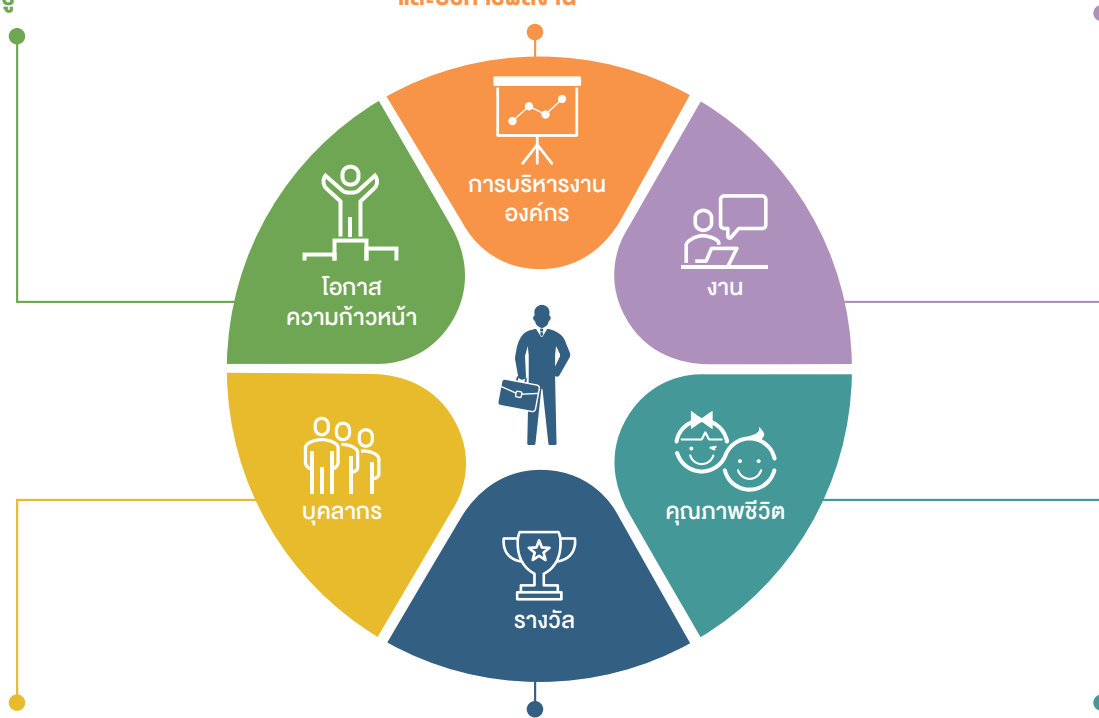 การบริหารงาน
องค์กร
โอกาส
ความก้าวหน้า
งาน
บุคลากร
คุณภาพชีวิต
รางวัล